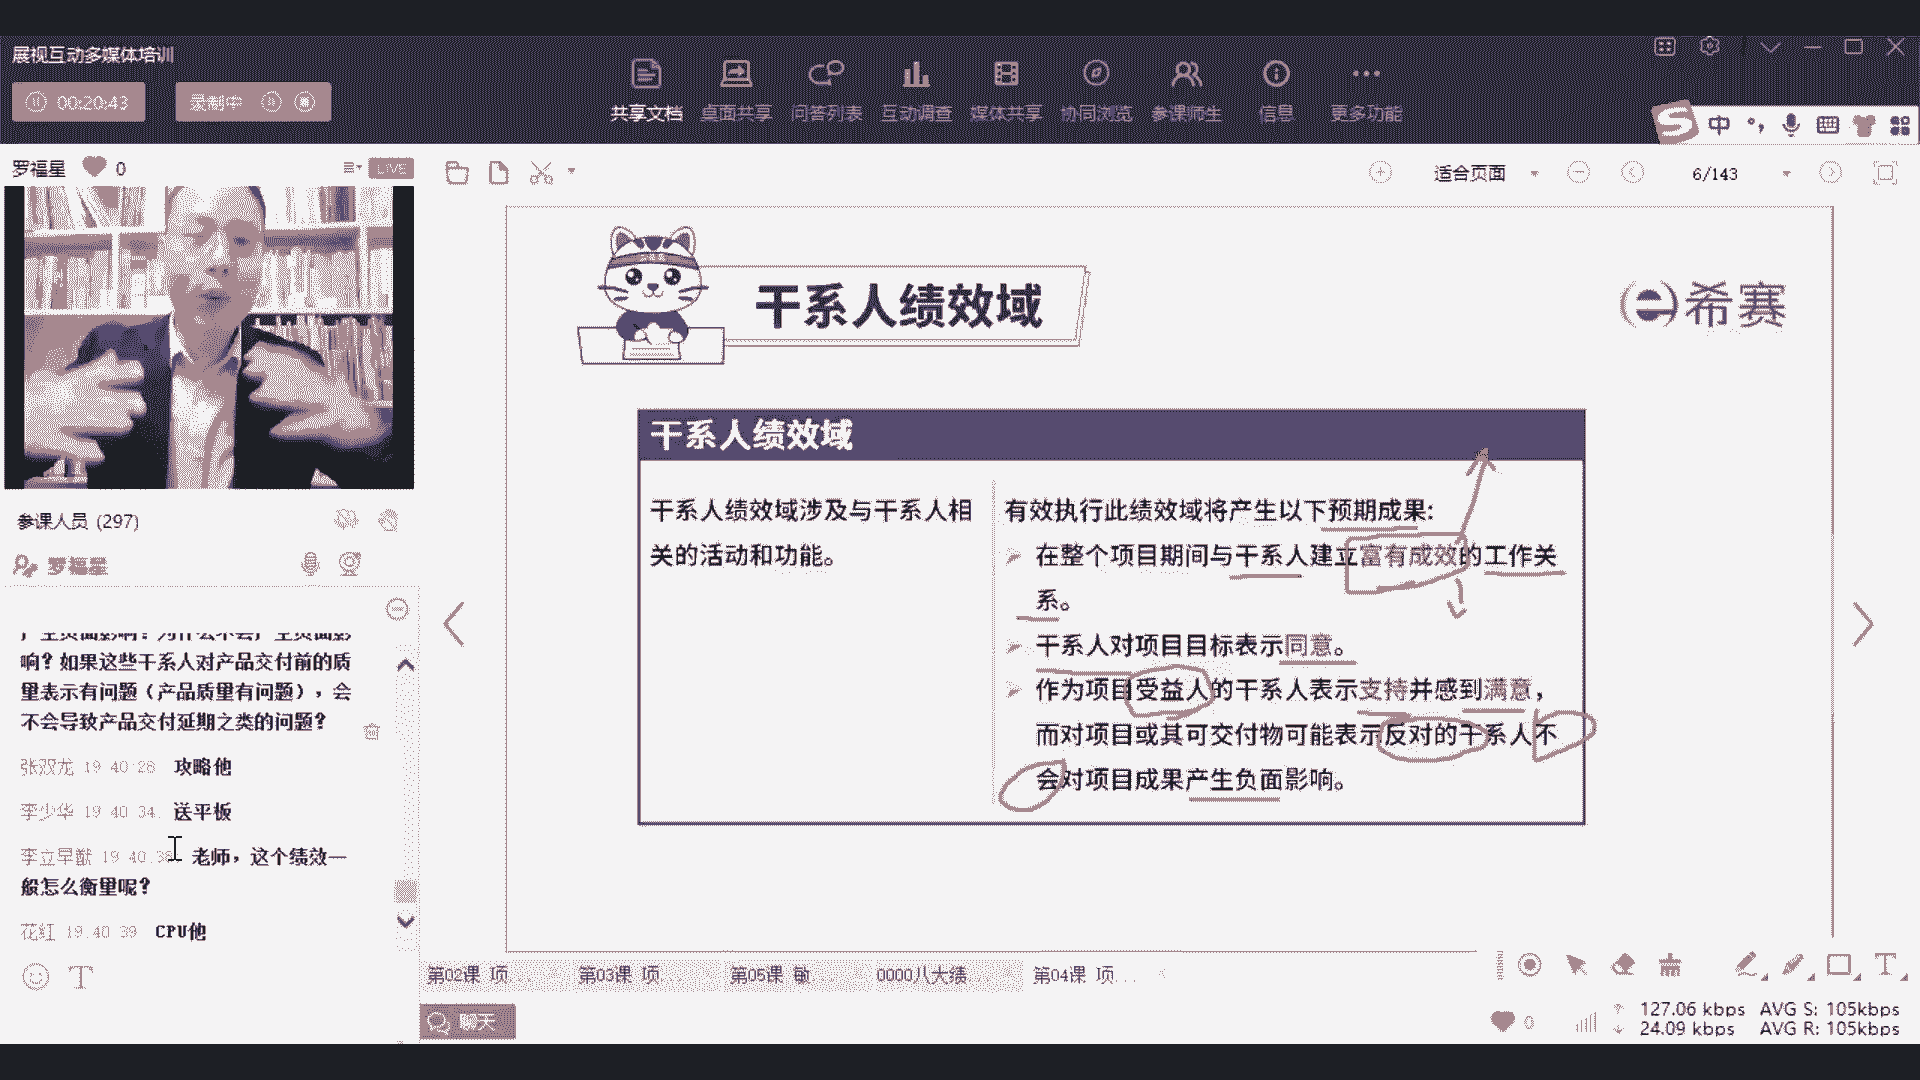 展视互动多媒体培训
00:20:43
录制中
共享文档
桌面共享
问答列表
互动调查
媒体共享
协同浏览
参课师生
信息
更多功能
中
罗福星
0
LIVE
适合页面
6/143
干系人绩效域
希赛
干系人绩效域
干系人绩效域涉及与干系人相
关的活动和功能。
有效执行此绩效域将产生以下预期成果:
在整个项目期间与干系人建立富有成效的工作关
系。
干系人对项目目标表示同意。
作为项目受益人的干系人表示支持并感到满意，
而对项目或其可交付物可能表示反对的干系人不
会对项目成果产生负面影响。
参课人员 (297)
罗福星
产生负面影响？为什么不会产生负面影
响？如果这些干系人对产品交付前的质
量表示有问题（产品质量有问题），会
不会导致产品交付延期之类的问题？
张双龙 19:40:28 攻略他
李少华 19:40:34 送平板
19:40:38 老师，这个绩效一
般怎么衡量呢？
花红 19:40:39 CPU他
第02课 项...
第03课 项...
第05课 敏...
0000八大绩...
第04课 项...
聊天
0
127.06 kbps AVG S: 105kbps
24.09 kbps AVG R: 105kbps